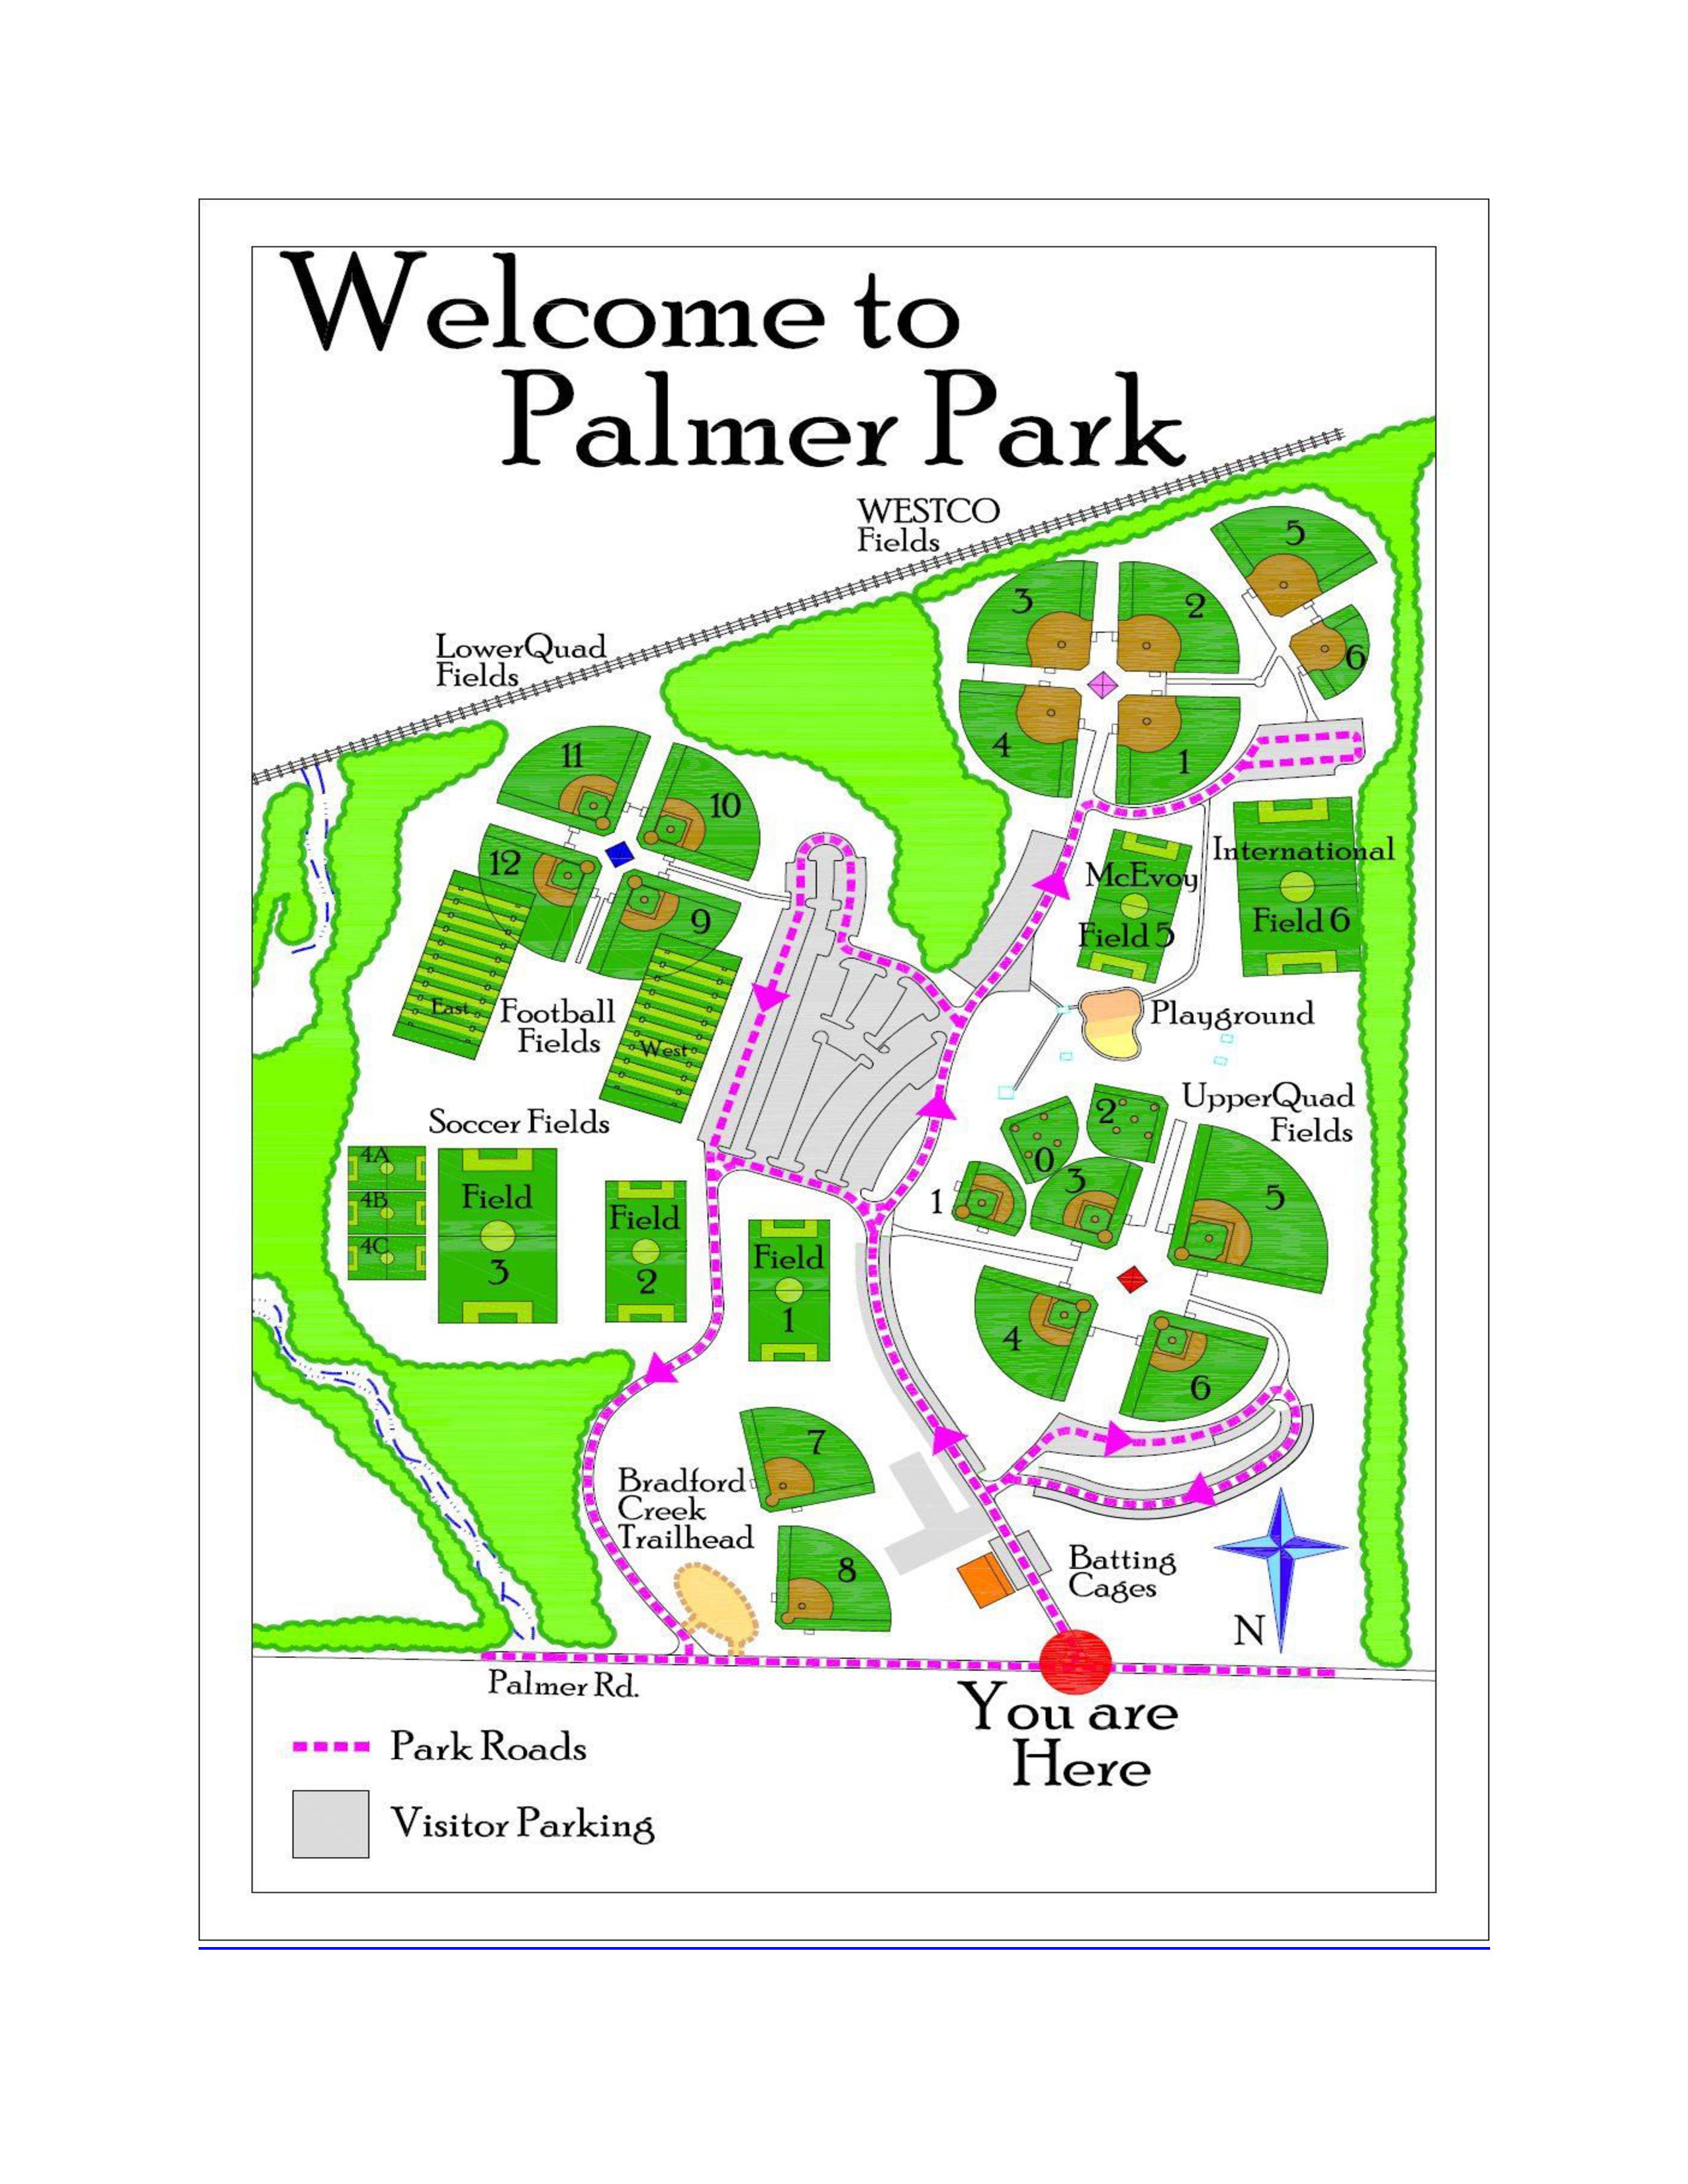 Welcome to
Palmer Park
WESTCO
Fields
5
3
2
6
4
1
LowerQuad
Fields
11
10
12
9
International
McEvoy
Field 5
Field 6
East
Football
Fields
West
Playground
UpperQuad
Fields
2
0
3
1
5
4
6
Soccer Fields
4A
4B
4C
Field
3
Field
2
Field
1
7
Bradford
Creek
Trailhead
8
Batting
Cages
N
Palmer Rd.
You are
Here
Park Roads
Visitor Parking